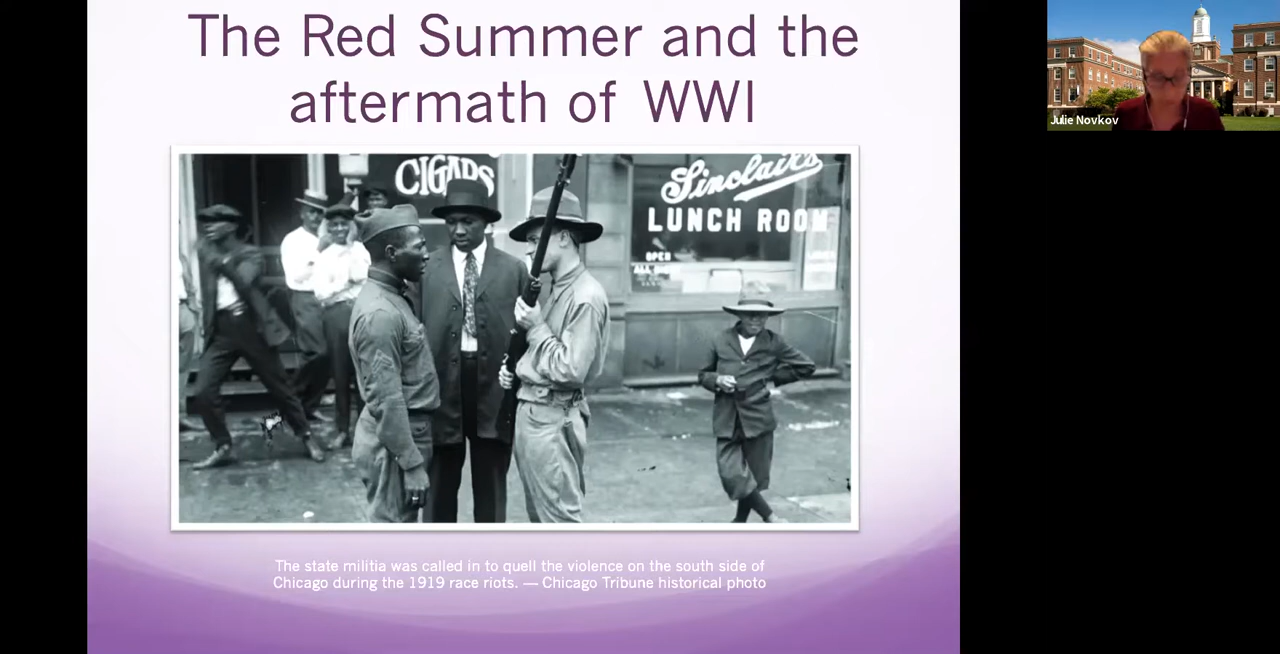 The Red Summer and the
aftermath of WWI
CIGARS
Sinclair's
LUNCH ROOM
OPEN
The state militia was called in to quell the violence on the south side of
Chicago during the 1919 race riots. — Chicago Tribune historical photo
Julie Novkov